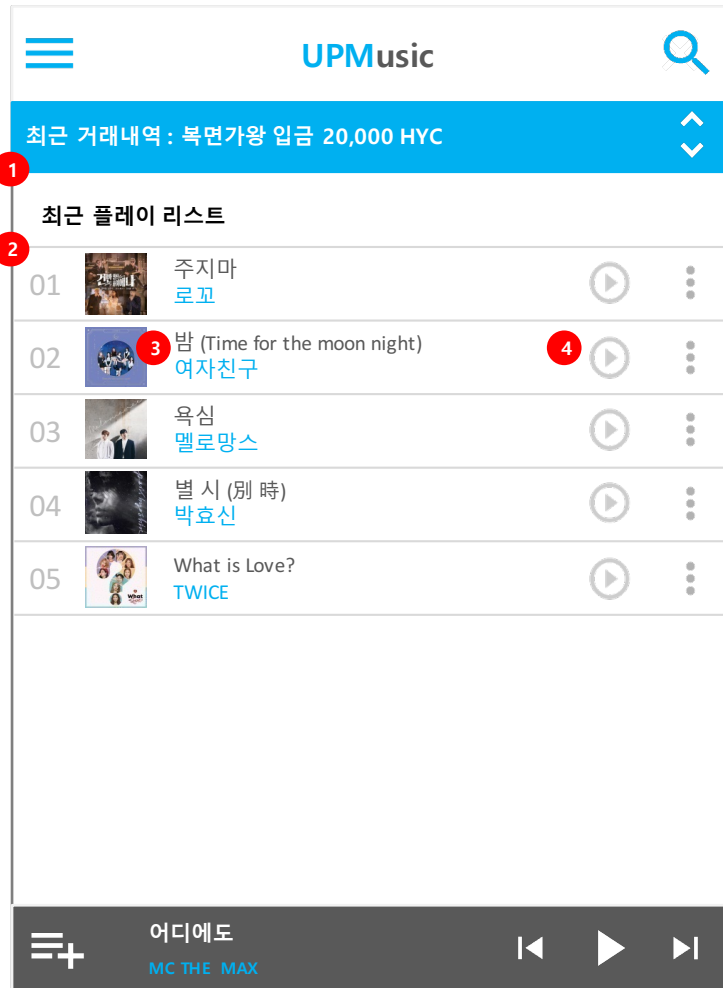 UPMusic
최근 거래내역 : 복면가왕 입금 20,000 HYC
1
최근 플레이 리스트
2
01
주지마
로꼬
02
3
밤 (Time for the moon night)
여자친구
4
03
욕심
멜로망스
04
별 시 (別 時)
박효신
05
What is Love?
TWICE
What
어디에도
MC THE MAX